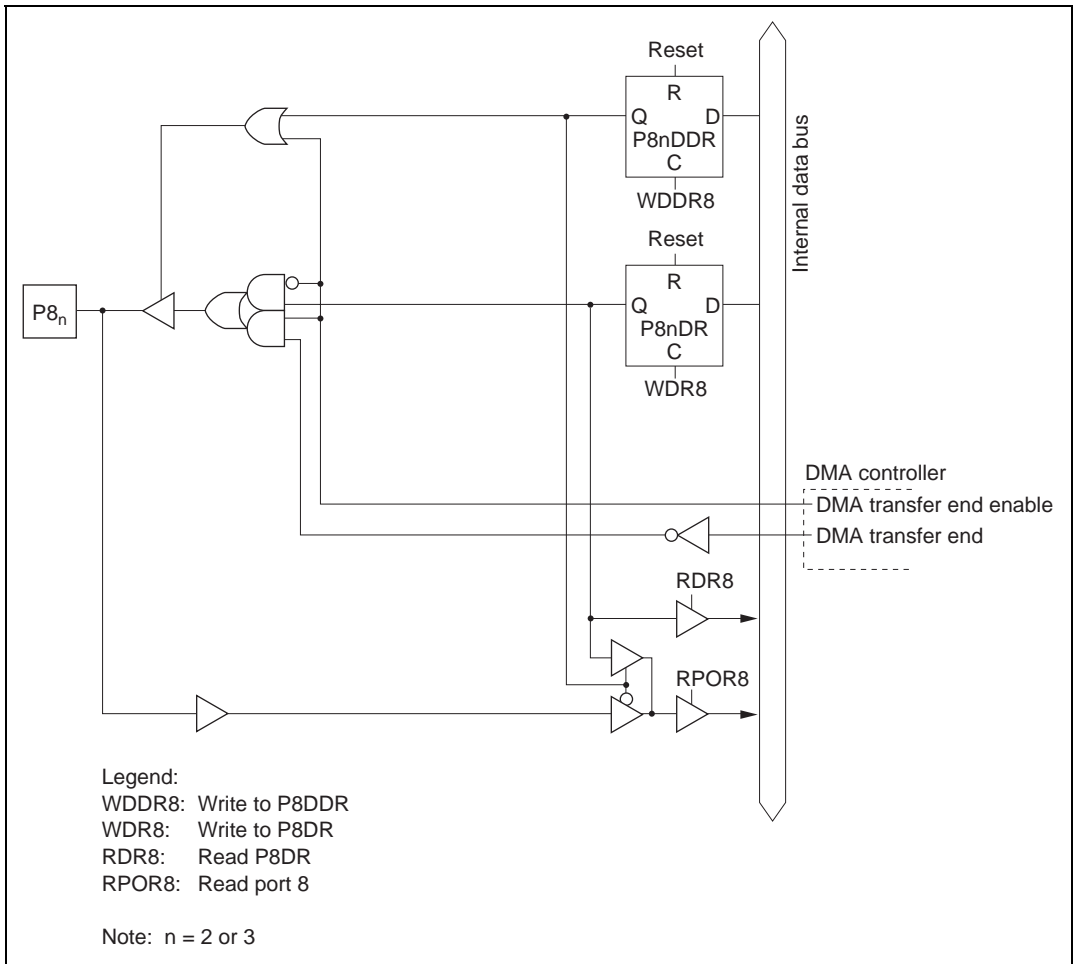 Reset
R
Q D
P8nDDR
C
WDDR8
Internal data bus
Reset
R
Q D
P8nDR
C
WDR8
P8n
DMA controller
DMA transfer end enable
DMA transfer end
RDR8
RPOR8
Legend:
WDDR8: Write to P8DDR
WDR8: Write to P8DR
RDR8: Read P8DR
RPOR8: Read port 8
Note: n = 2 or 3